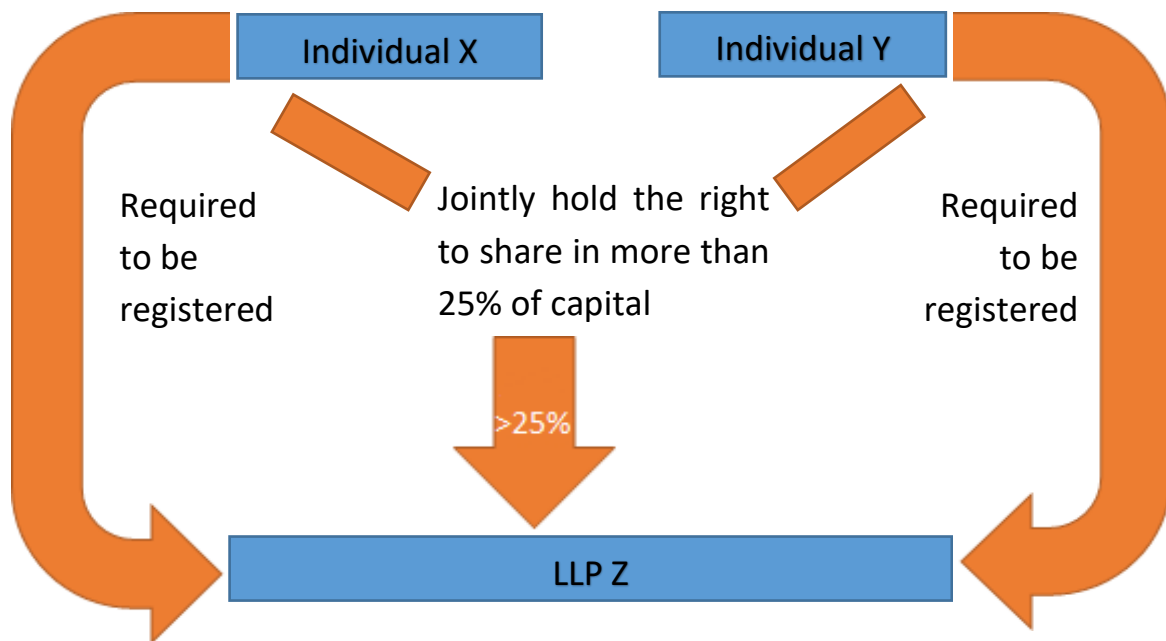 Individual X
Individual Y
Required
to be
registered
Jointly hold the right
to share in more than
25% of capital
Required
to be
registered
>25%
LLP Z